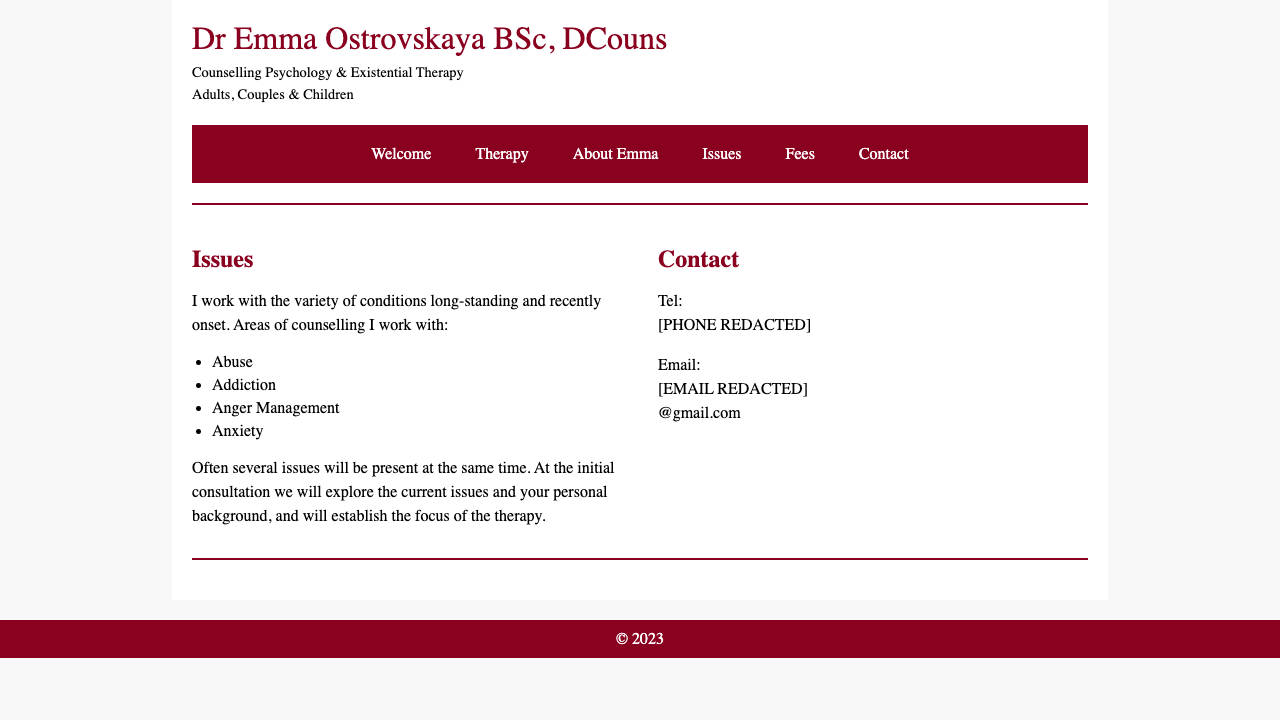 Dr Emma Ostrovskaya BSc, DCouns
Counselling Psychology & Existential Therapy
Adults, Couples & Children
Welcome Therapy About Emma Issues Fees Contact
Issues
I work with the variety of conditions long-standing and recently
onset. Areas of counselling I work with:
• Abuse
• Addiction
• Anger Management
• Anxiety
Often several issues will be present at the same time. At the initial
consultation we will explore the current issues and your personal
background, and will establish the focus of the therapy.
Contact
Tel:
[PHONE REDACTED]
Email:
[EMAIL REDACTED]
@gmail.com
© 2023